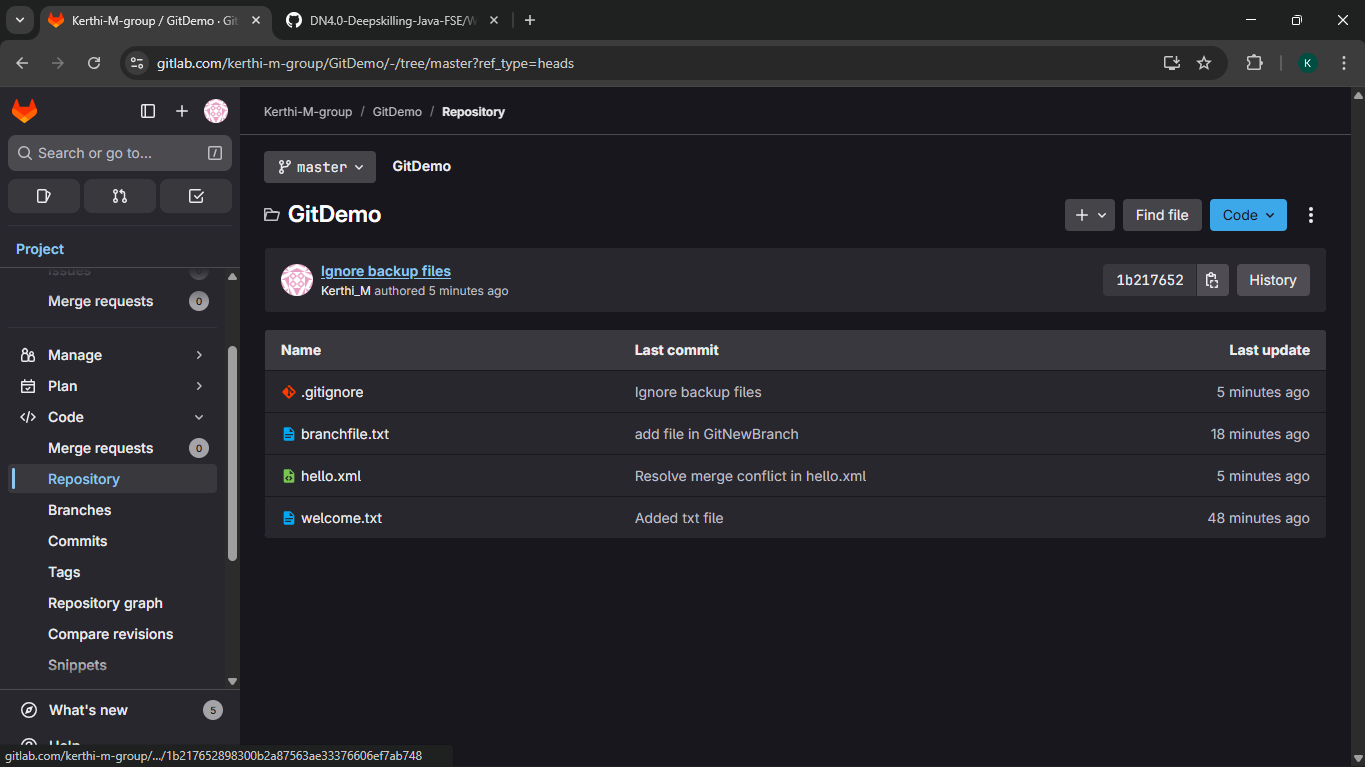 Kerthi-M-group / GitDemo · Git
DN4.0-Deepskilling-Java-FSE/W
gitlab.com/kerthi-m-group/GitDemo/-/tree/master?ref_type=heads
K
Search or go to...
/
Project
Issues
0
Merge requests
0
Manage
Plan
Code
Merge requests
0
Repository
Branches
Commits
Tags
Repository graph
Compare revisions
Snippets
What's new
5
Help
gitlab.com/kerthi-m-group/.../1b217652898300b2a87563ae33376606ef7ab748
Kerthi-M-group / GitDemo / Repository
master
GitDemo
GitDemo
Find file
Code
Ignore backup files
Kerthi_M authored 5 minutes ago
1b217652
History
Name Last commit Last update
.gitignore Ignore backup files 5 minutes ago
branchfile.txt add file in GitNewBranch 18 minutes ago
hello.xml Resolve merge conflict in hello.xml 5 minutes ago
welcome.txt Added txt file 48 minutes ago